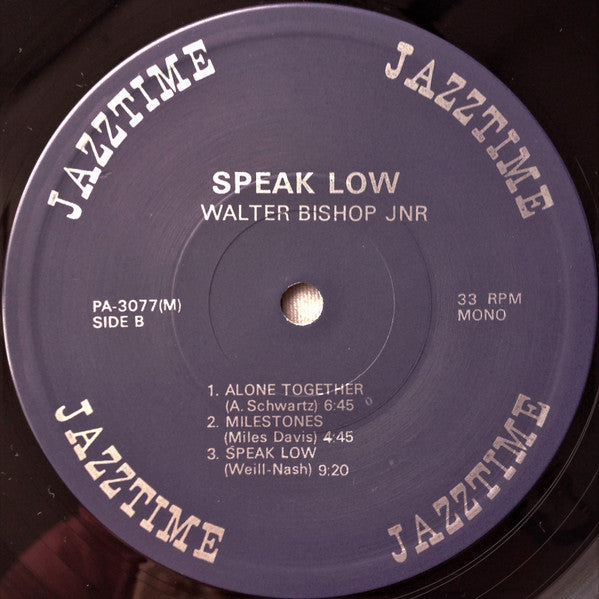 JAZZTIME
JAZZTIME
SPEAK LOW
WALTER BISHOP JNR
PA-3077(M)
SIDE B
33 RPM
MONO
1. ALONE TOGETHER
(A. Schwartz) 6:45
2. MILESTONES
(Miles Davis) 4:45
3. SPEAK LOW
(Weill-Nash) 9:20
JAZZTIME
JAZZTIME